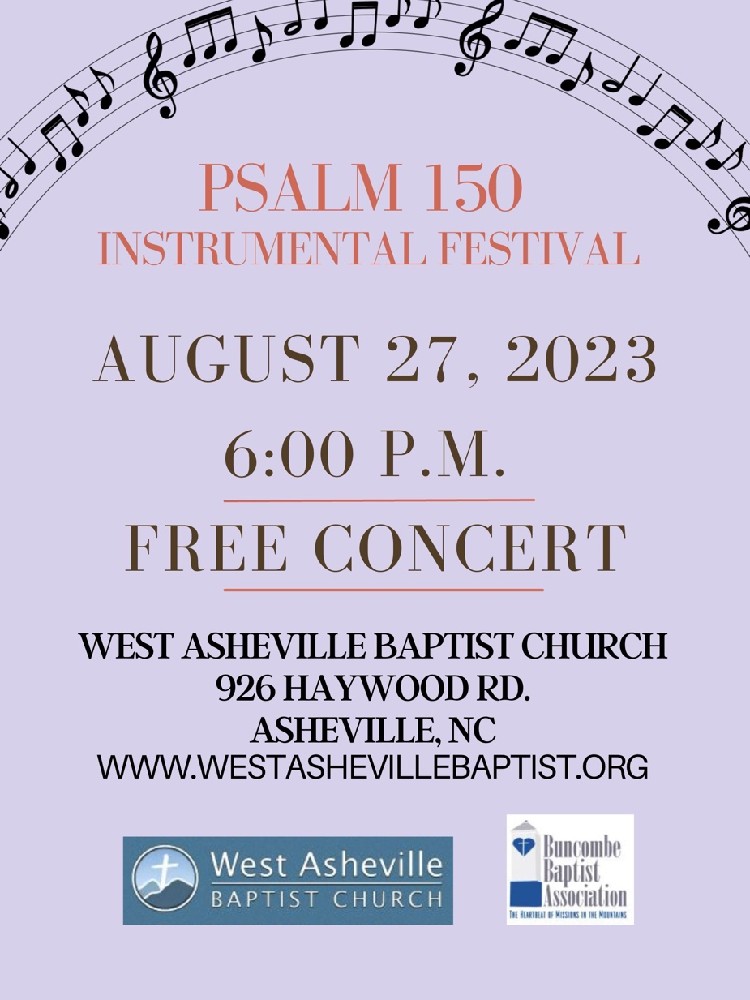 PSALM 150
INSTRUMENTAL FESTIVAL
AUGUST 27, 2023
6:00 P.M.
FREE CONCERT
WEST ASHEVILLE BAPTIST CHURCH
926 HAYWOOD RD.
ASHEVILLE, NC
WWW.WESTASHEVILLEBAPTIST.ORG
West Asheville
BAPTIST CHURCH
Buncombe
Baptist
Association
THE HEARTBEAT OF MISSIONS IN THE MOUNTAINS